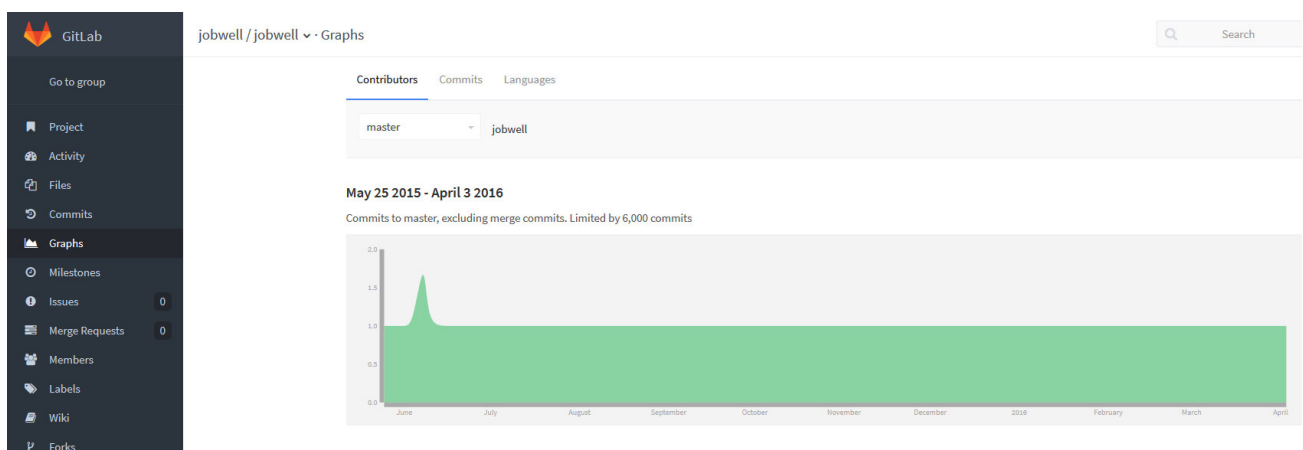 GitLab
jobwell / jobwell · Graphs
Search
Go to group
Project
Activity
Files
Commits
Graphs
Milestones
Issues 0
Merge Requests 0
Members
Labels
Wiki
Forks
Contributors Commits Languages
master jobwell
May 25 2015 - April 3 2016
Commits to master, excluding merge commits. Limited by 6,000 commits
2.0
1.5
1.0
0.5
0.0
June July August September October November December 2016 February March April